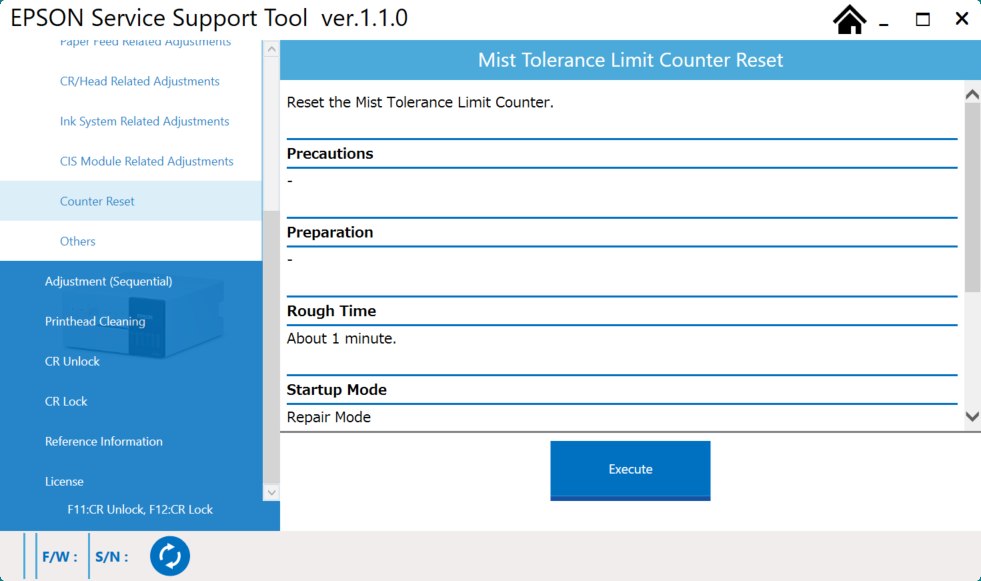 EPSON Service Support Tool ver.1.1.0
Paper Feed Related Adjustments
CR/Head Related Adjustments
Ink System Related Adjustments
CIS Module Related Adjustments
Counter Reset
Others
Adjustment (Sequential)
Printhead Cleaning
CR Unlock
CR Lock
Reference Information
License
F11:CR Unlock, F12:CR Lock
Mist Tolerance Limit Counter Reset
Reset the Mist Tolerance Limit Counter.
Precautions
-
Preparation
-
Rough Time
About 1 minute.
Startup Mode
Repair Mode
Execute
F/W : S/N :